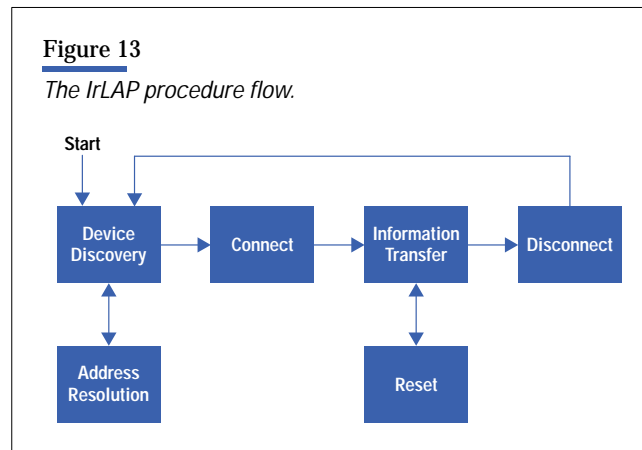 Figure 13
The IrLAP procedure flow.
Start
Device
Discovery
Connect
Information
Transfer
Disconnect
Address
Resolution
Reset